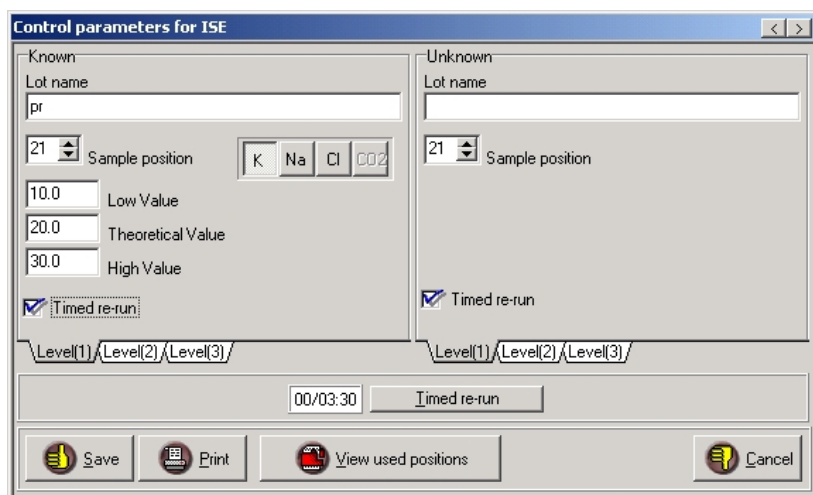 Control parameters for ISE
< >
Known
Lot name
pr
21 Sample position
K Na Cl CO2
10.0 Low Value
20.0 Theoretical Value
30.0 High Value
Timed re-run
Level(1) Level(2) Level(3)
Unknown
Lot name
21 Sample position
Timed re-run
Level(1) Level(2) Level(3)
00/03:30 Timed re-run
Save Print View used positions Cancel